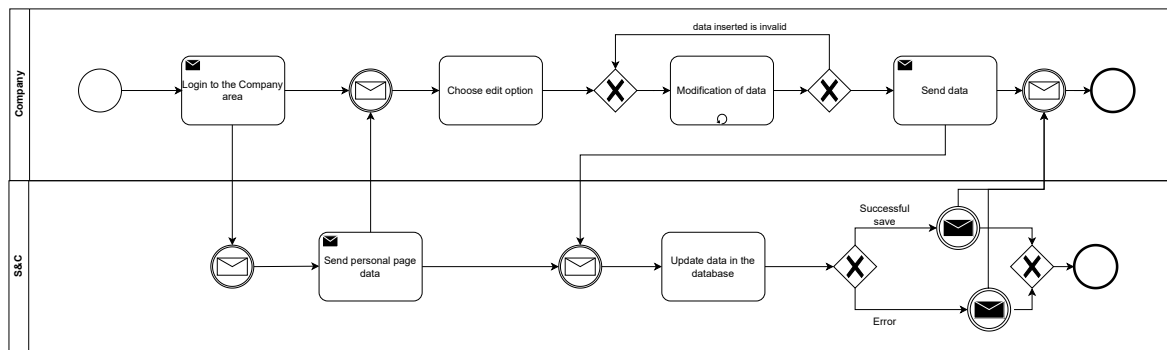 Company
data inserted is invalid
Login to the Company
area
Choose edit option
Modification of data
Send data
S&C
Send personal page
data
Update data in the
database
Successful
save
Error